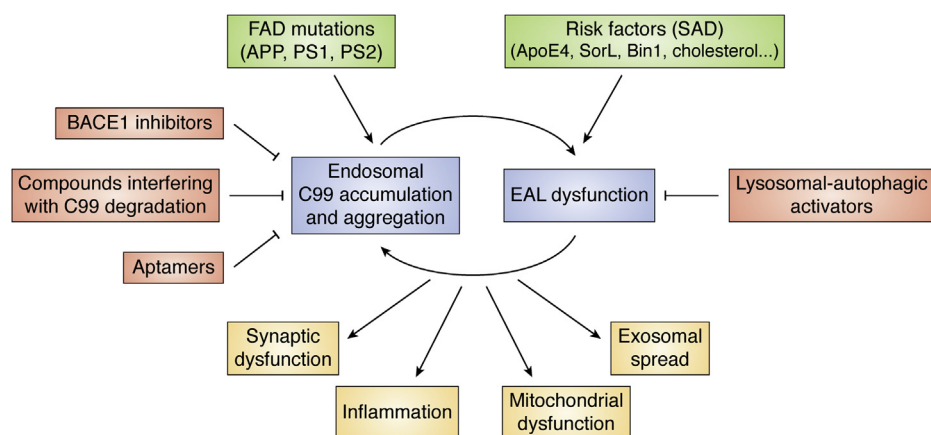 FAD mutations
(APP, PS1, PS2)
Risk factors (SAD)
(ApoE4, SorL, Bin1, cholesterol...)
BACE1 inhibitors
Compounds interfering
with C99 degradation
Aptamers
Endosomal
C99 accumulation
and aggregation
EAL dysfunction
Lysosomal-autophagic
activators
Synaptic
dysfunction
Inflammation
Mitochondrial
dysfunction
Exosomal
spread